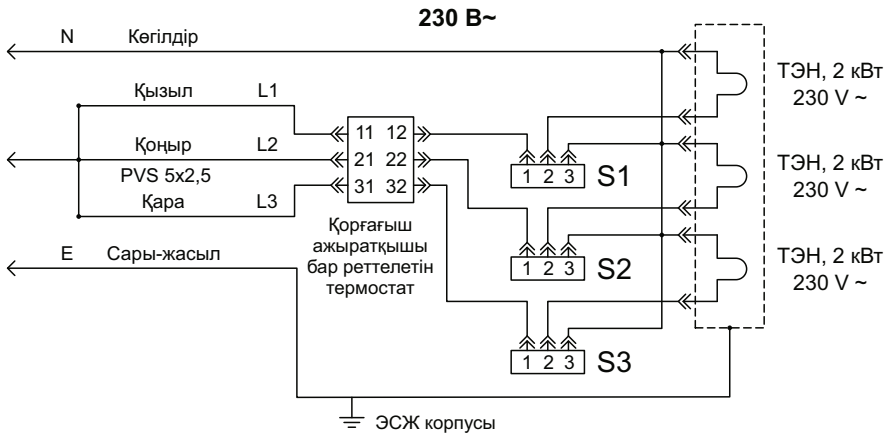 230 В~
N Көгілдір
ТЭН, 2 кВт
230 V ~
Қызыл L1
11 12
Қоңыр L2
21 22
PVS 5x2,5
31 32
Қара L3
1 2 3 S1
ТЭН, 2 кВт
230 V ~
Қорғағыш
ажыратқышы
бар реттелетін
термостат
E Сары-жасыл
1 2 3 S2
ТЭН, 2 кВт
230 V ~
1 2 3 S3
ЭСЖ корпусы